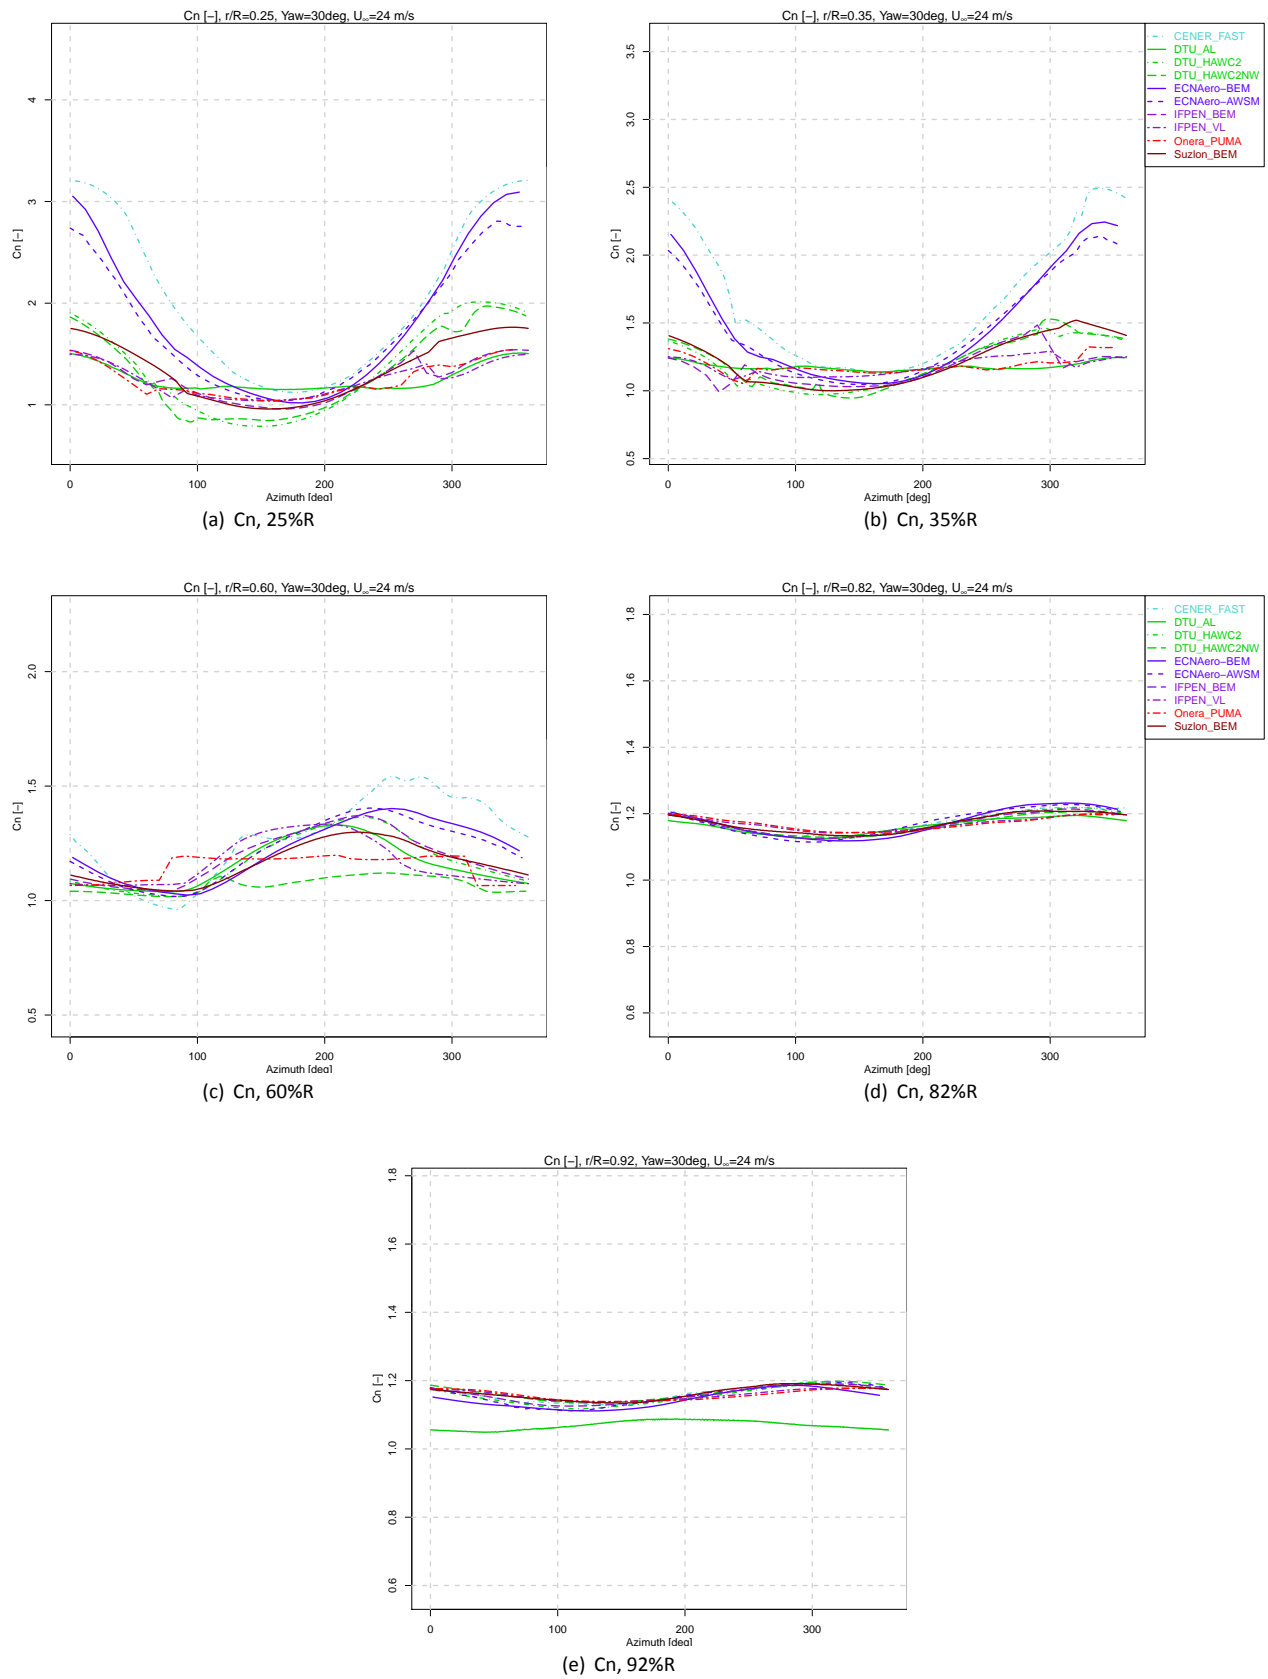 Cn [−], r/R=0.25, Yaw=30deg, U∞=24 m/s
Cn [−]
4
3
2
1
0 100 200 300
Azimuth [deg]
(a) Cn, 25%R
Cn [−], r/R=0.35, Yaw=30deg, U∞=24 m/s
Cn [−]
3.5
3.0
2.5
2.0
1.5
1.0
0.5
0 100 200 300
Azimuth [deg]
(b) Cn, 35%R
CENER_FAST
DTU_AL
DTU_HAWC2
DTU_HAWC2NW
ECNAero−BEM
ECNAero−AWSM
IFPEN_BEM
IFPEN_VL
Onera_PUMA
Suzlon_BEM
Cn [−], r/R=0.60, Yaw=30deg, U∞=24 m/s
Cn [−]
2.0
1.5
1.0
0.5
0 100 200 300
Azimuth [deg]
(c) Cn, 60%R
Cn [−], r/R=0.82, Yaw=30deg, U∞=24 m/s
Cn [−]
1.8
1.6
1.4
1.2
1.0
0.8
0.6
0 100 200 300
Azimuth [deg]
(d) Cn, 82%R
CENER_FAST
DTU_AL
DTU_HAWC2
DTU_HAWC2NW
ECNAero−BEM
ECNAero−AWSM
IFPEN_BEM
IFPEN_VL
Onera_PUMA
Suzlon_BEM
Cn [−], r/R=0.92, Yaw=30deg, U∞=24 m/s
Cn [−]
1.8
1.6
1.4
1.2
1.0
0.8
0.6
0 100 200 300
Azimuth [deg]
(e) Cn, 92%R